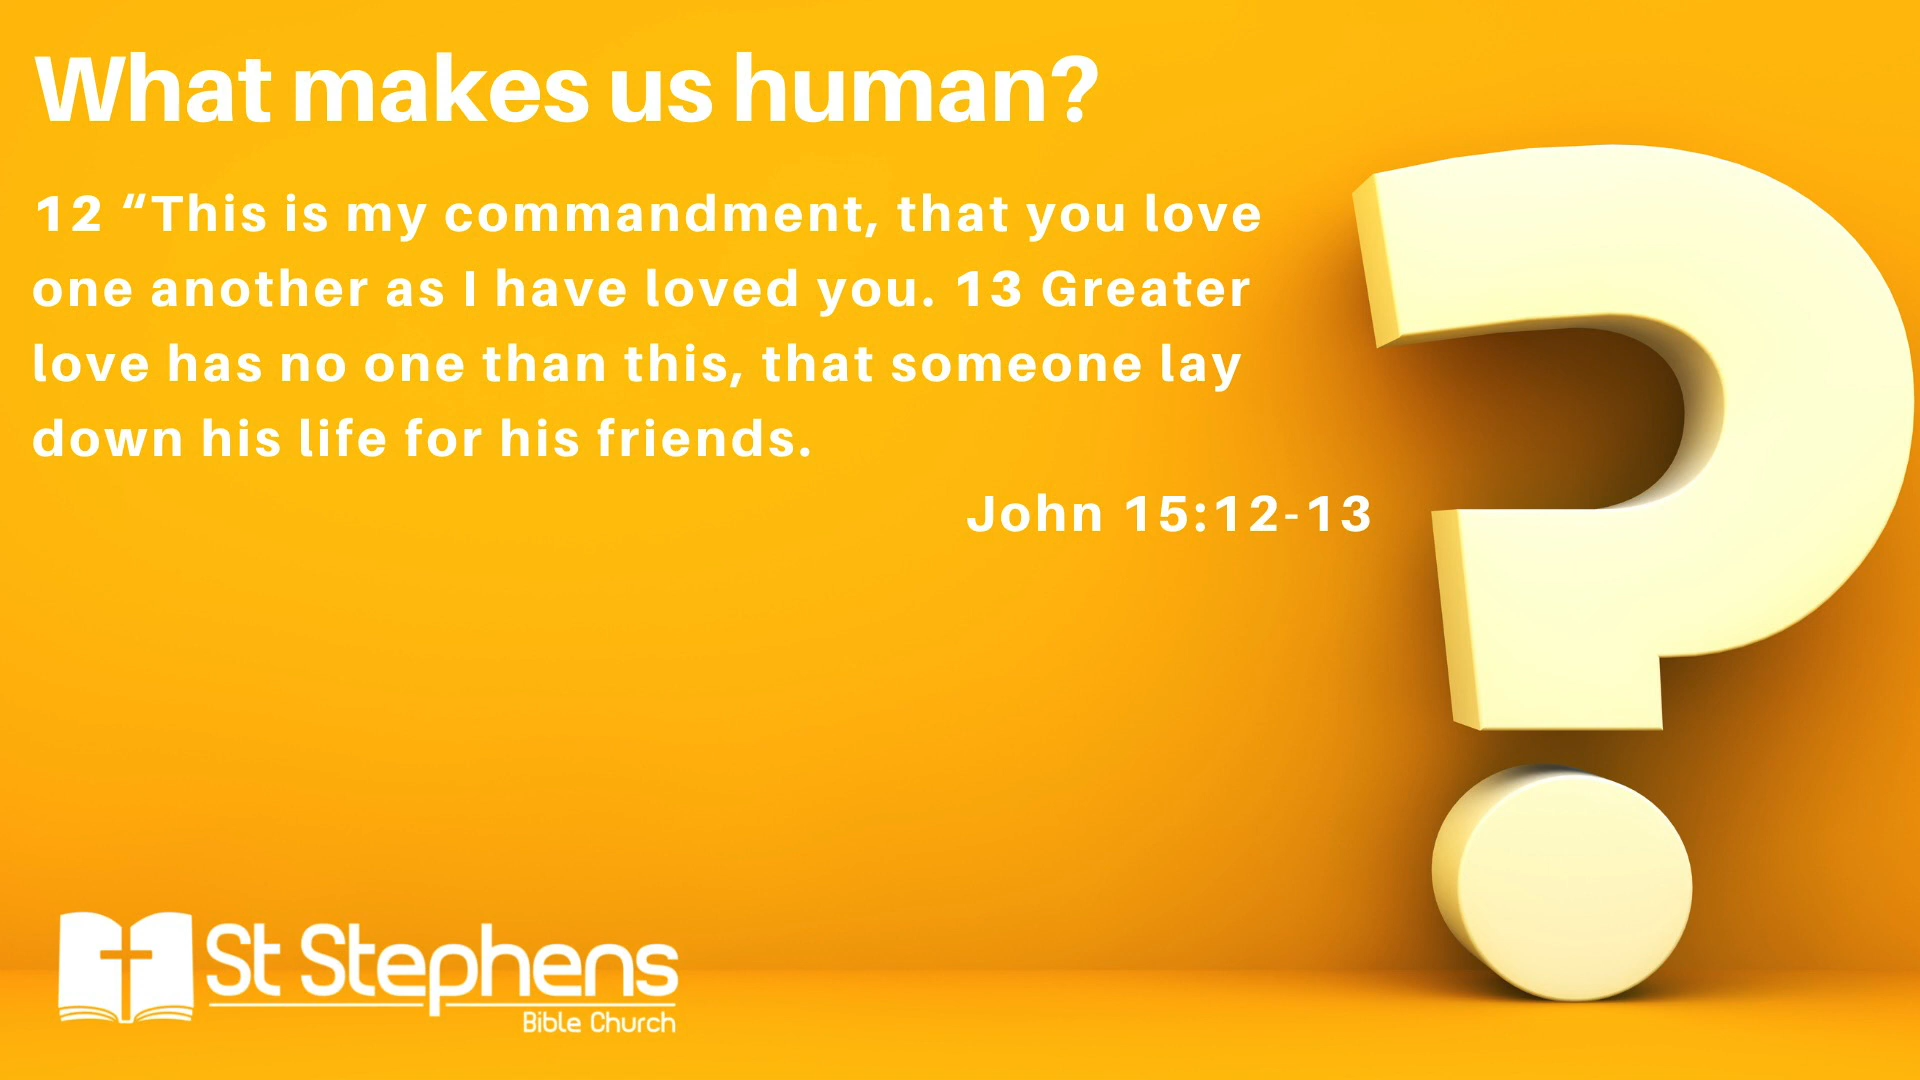 What makes us human?
12 “This is my commandment, that you love
one another as I have loved you. 13 Greater
love has no one than this, that someone lay
down his life for his friends.
John 15:12-13
St Stephens
Bible Church